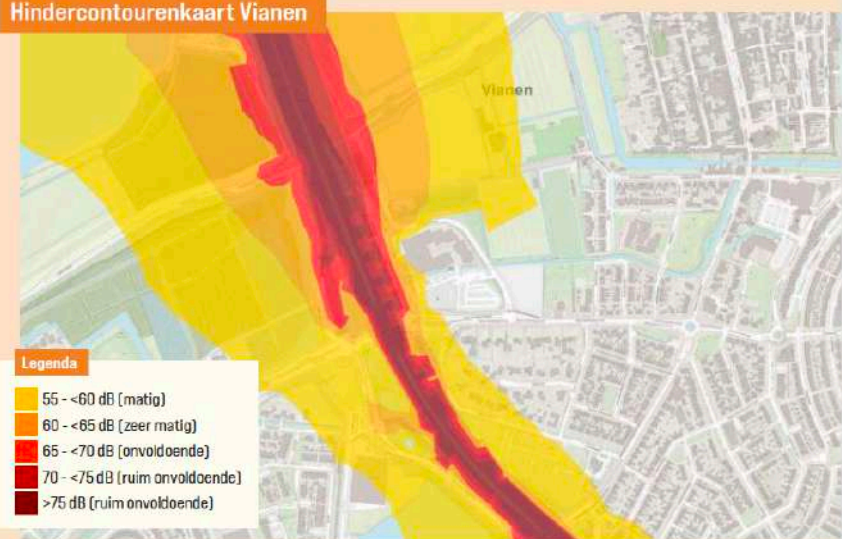 Hindercontourenkaart Vianen
Vianen
Legenda
55 - <60 dB (matig)
60 - <65 dB (zeer matig)
65 - <70 dB (onvoldoende)
70 - <75 dB (ruim onvoldoende)
>75 dB (ruim onvoldoende)